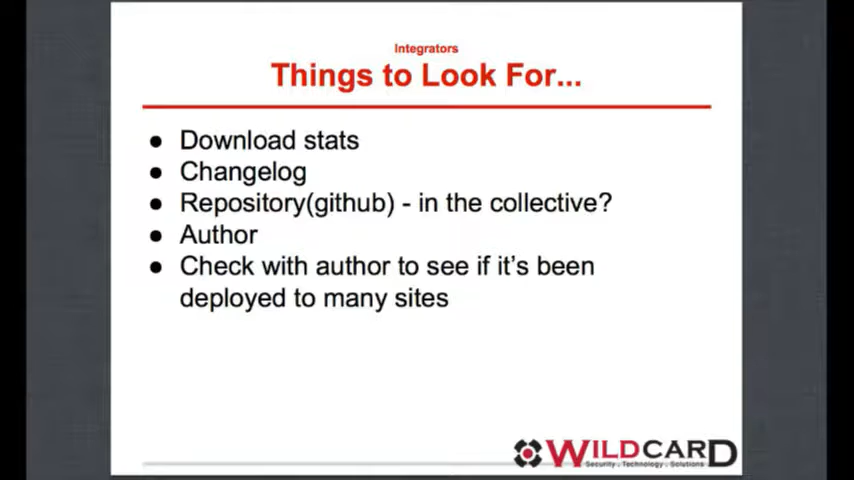 Integrators
Things to Look For...
● Download stats
● Changelog
● Repository(github) - in the collective?
● Author
● Check with author to see if it's been
deployed to many sites
WILDCARD
Security . Technology . Solutions